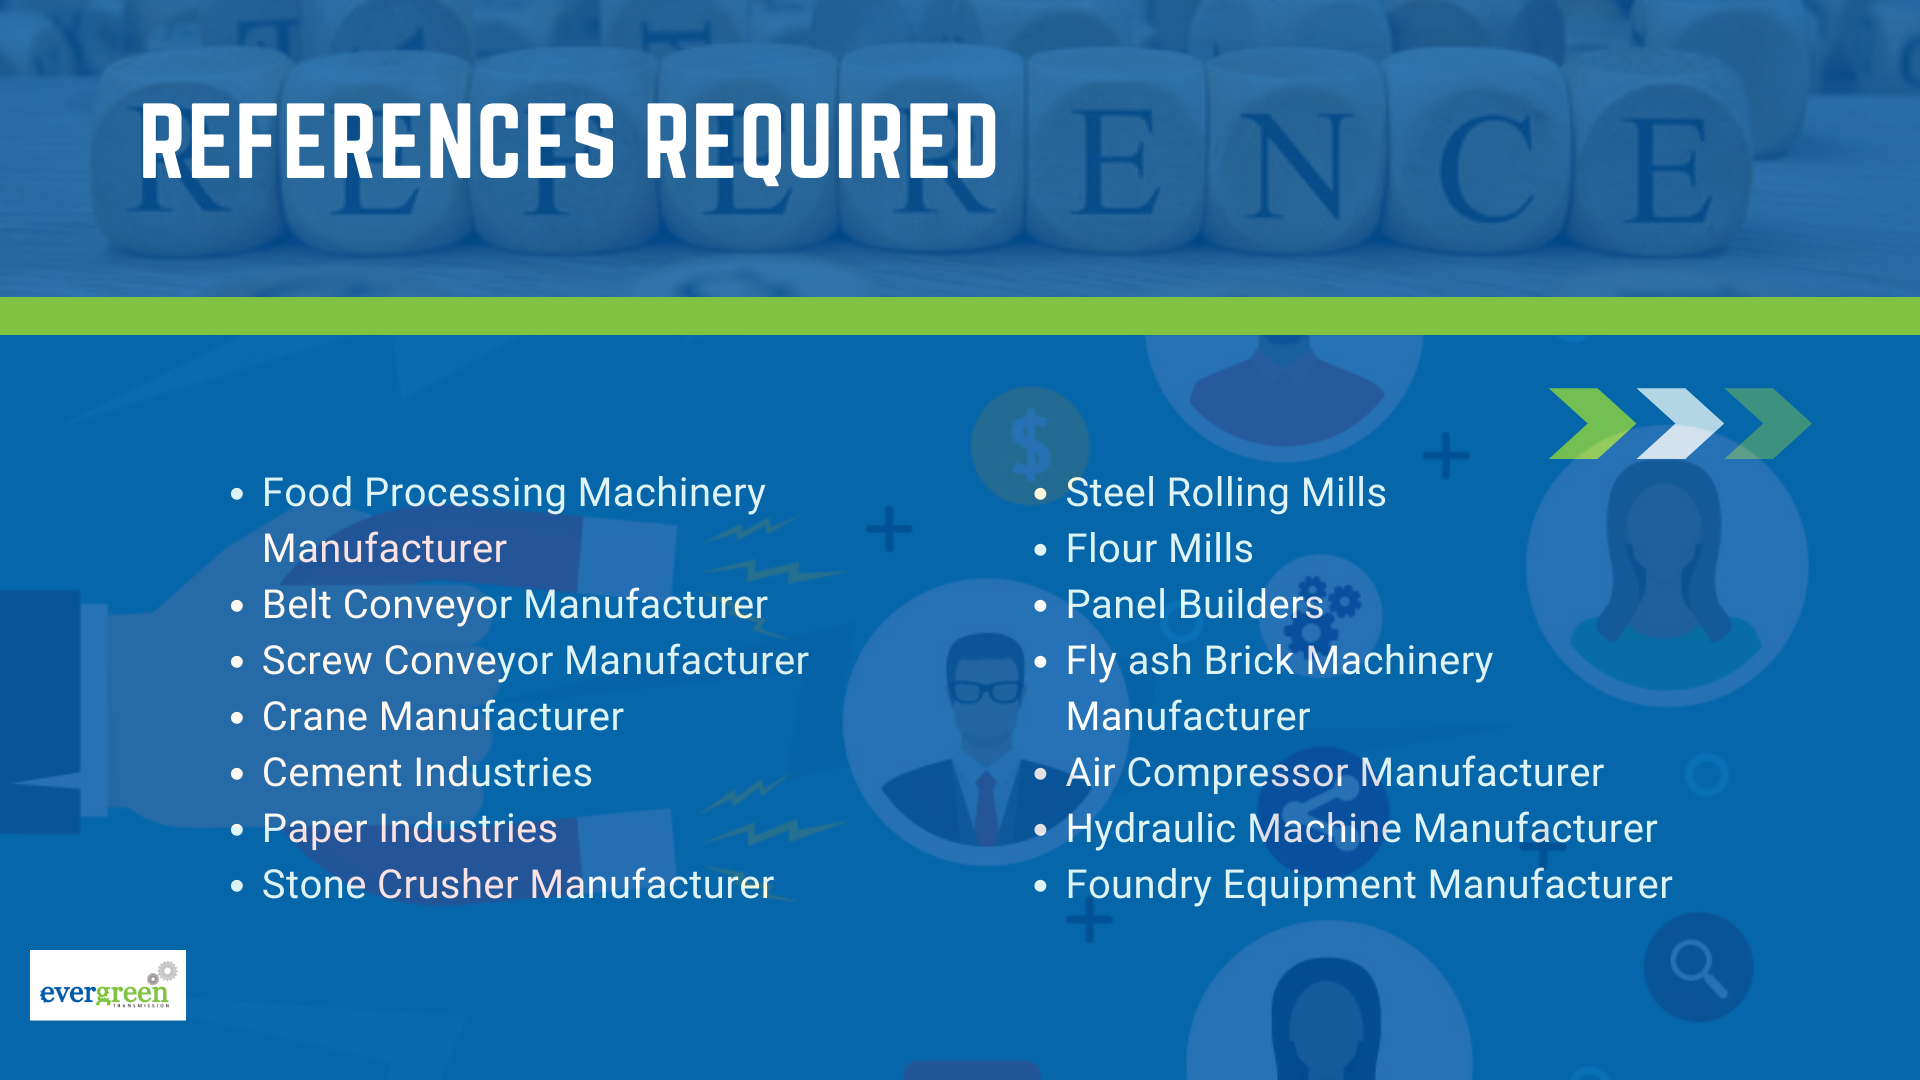 REFERENCES REQUIRED
R E F E R E N C E
$
• Food Processing Machinery
Manufacturer
• Belt Conveyor Manufacturer
• Screw Conveyor Manufacturer
• Crane Manufacturer
• Cement Industries
• Paper Industries
• Stone Crusher Manufacturer
• Steel Rolling Mills
• Flour Mills
• Panel Builders
• Fly ash Brick Machinery
Manufacturer
• Air Compressor Manufacturer
• Hydraulic Machine Manufacturer
• Foundry Equipment Manufacturer
evergreen
TRANSMISSION